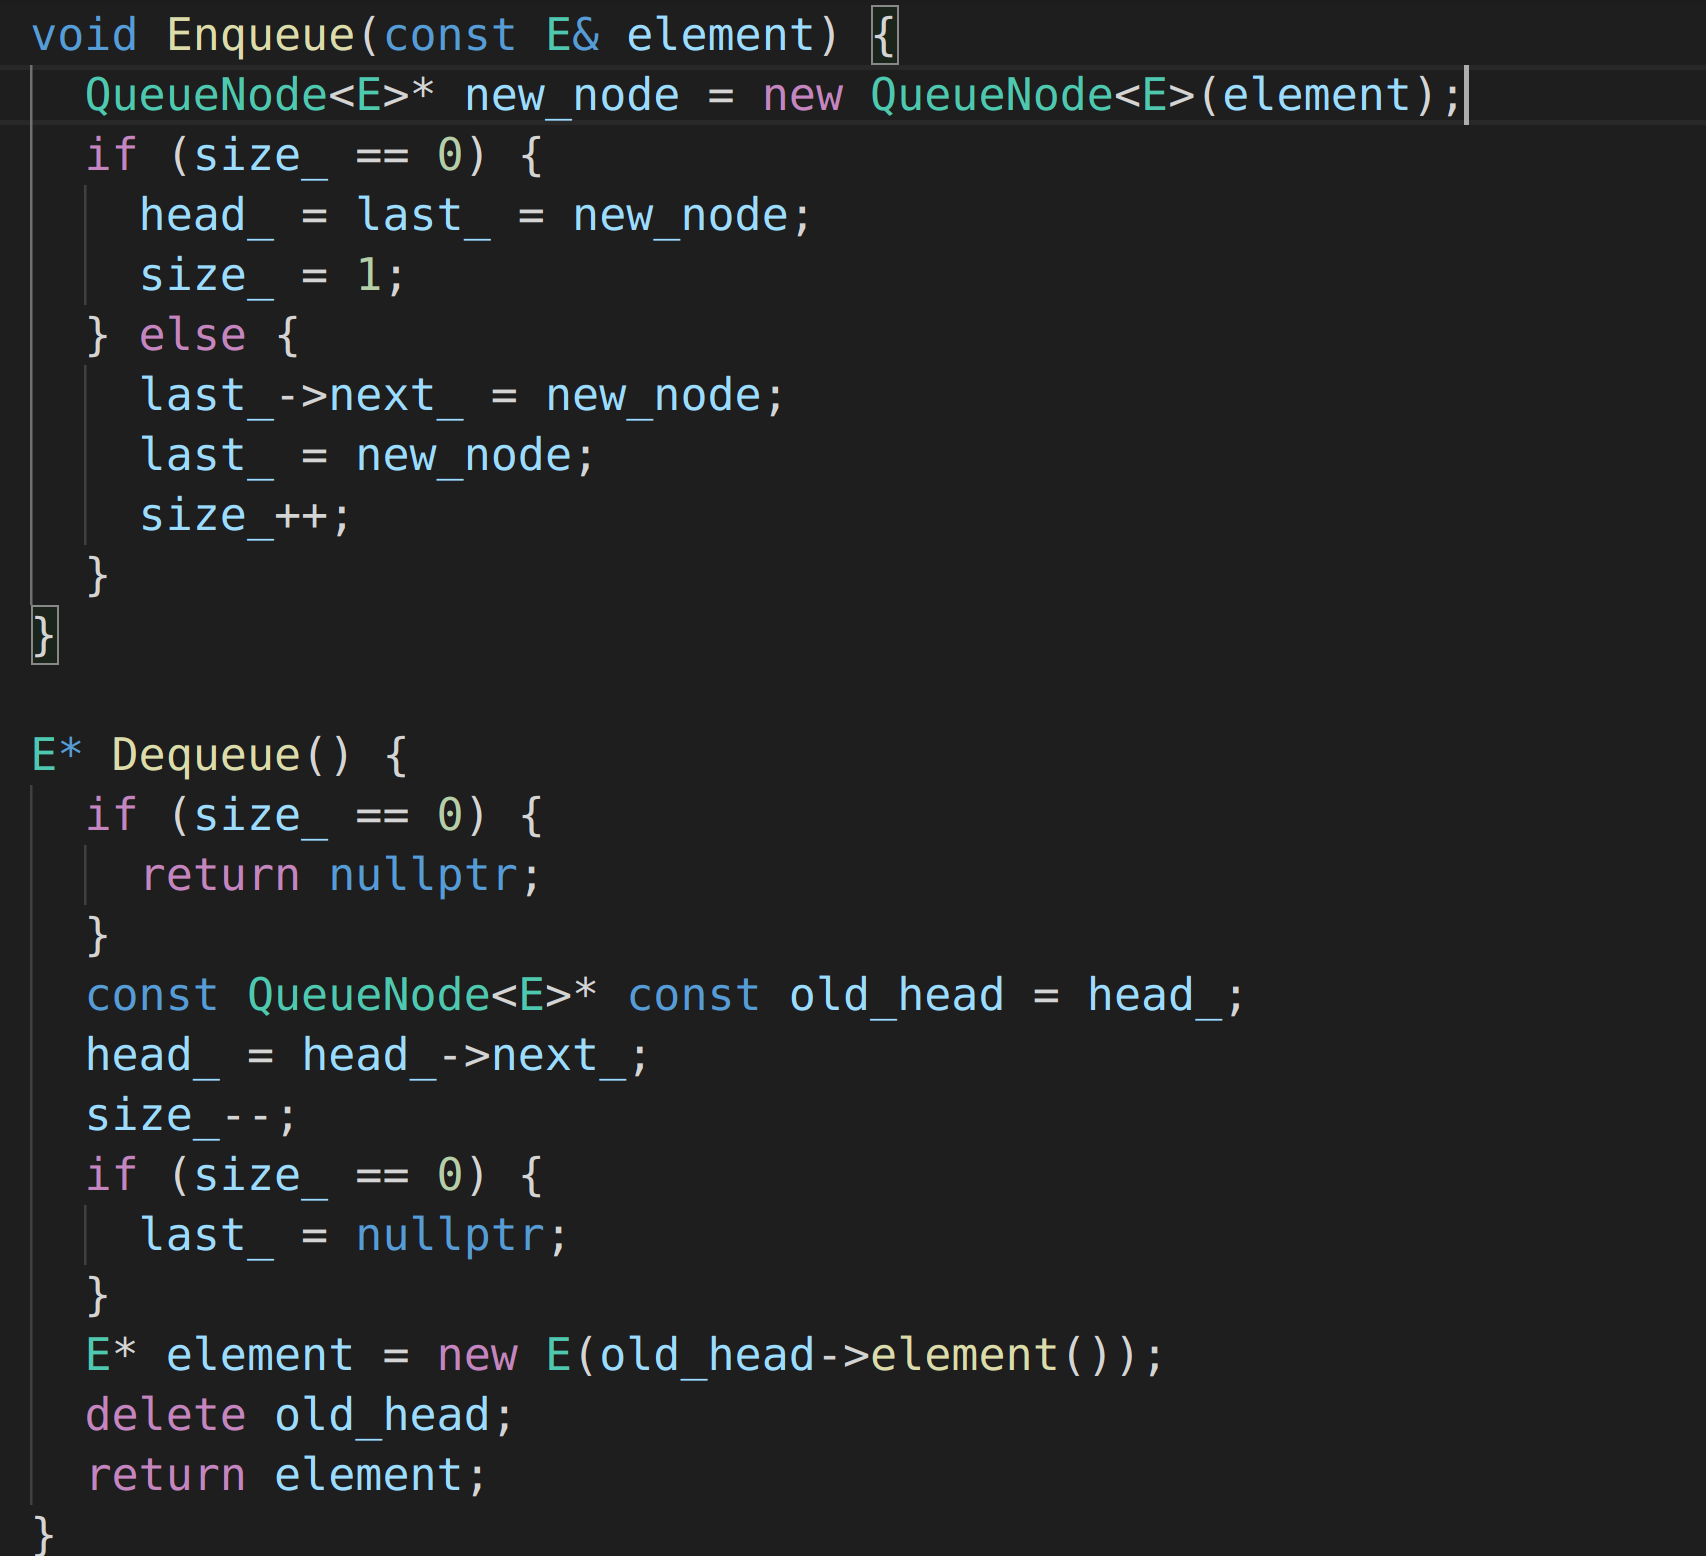 void Enqueue(const E& element) {
  QueueNode<E>* new_node = new QueueNode<E>(element);
  if (size_ == 0) {
    head_ = last_ = new_node;
    size_ = 1;
  } else {
    last_->next_ = new_node;
    last_ = new_node;
    size_++;
  }
}

E* Dequeue() {
  if (size_ == 0) {
    return nullptr;
  }
  const QueueNode<E>* const old_head = head_;
  head_ = head_->next_;
  size_--;
  if (size_ == 0) {
    last_ = nullptr;
  }
  E* element = new E(old_head->element());
  delete old_head;
  return element;
}